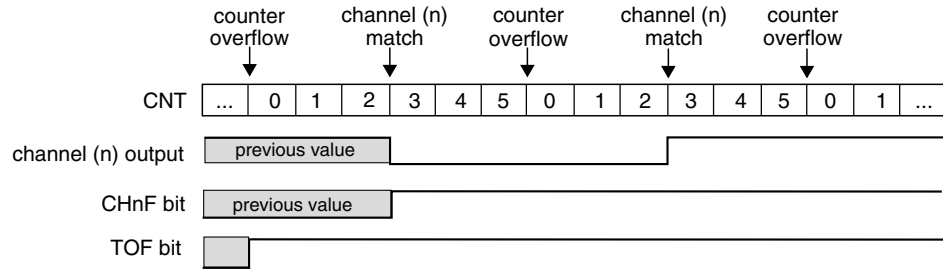 counter
overflow
channel (n)
match
counter
overflow
channel (n)
match
counter
overflow
CNT ... 0 1 2 3 4 5 0 1 2 3 4 5 0 1 ...
channel (n) output previous value
CHnF bit previous value
TOF bit